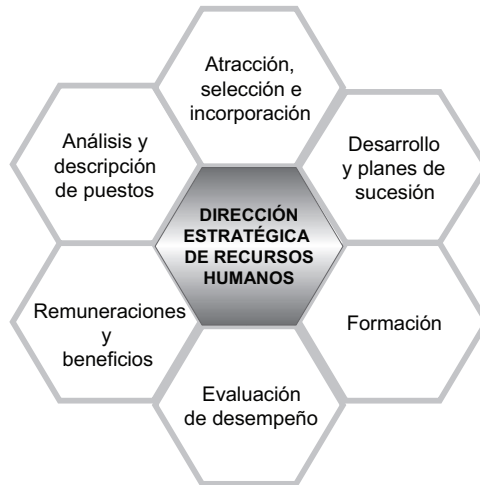 Atracción,
selección e
incorporación
Análisis y
descripción
de puestos
Desarrollo
y planes de
sucesión
DIRECCIÓN
ESTRATÉGICA
DE RECURSOS
HUMANOS
Remuneraciones
y
beneficios
Formación
Evaluación
de desempeño